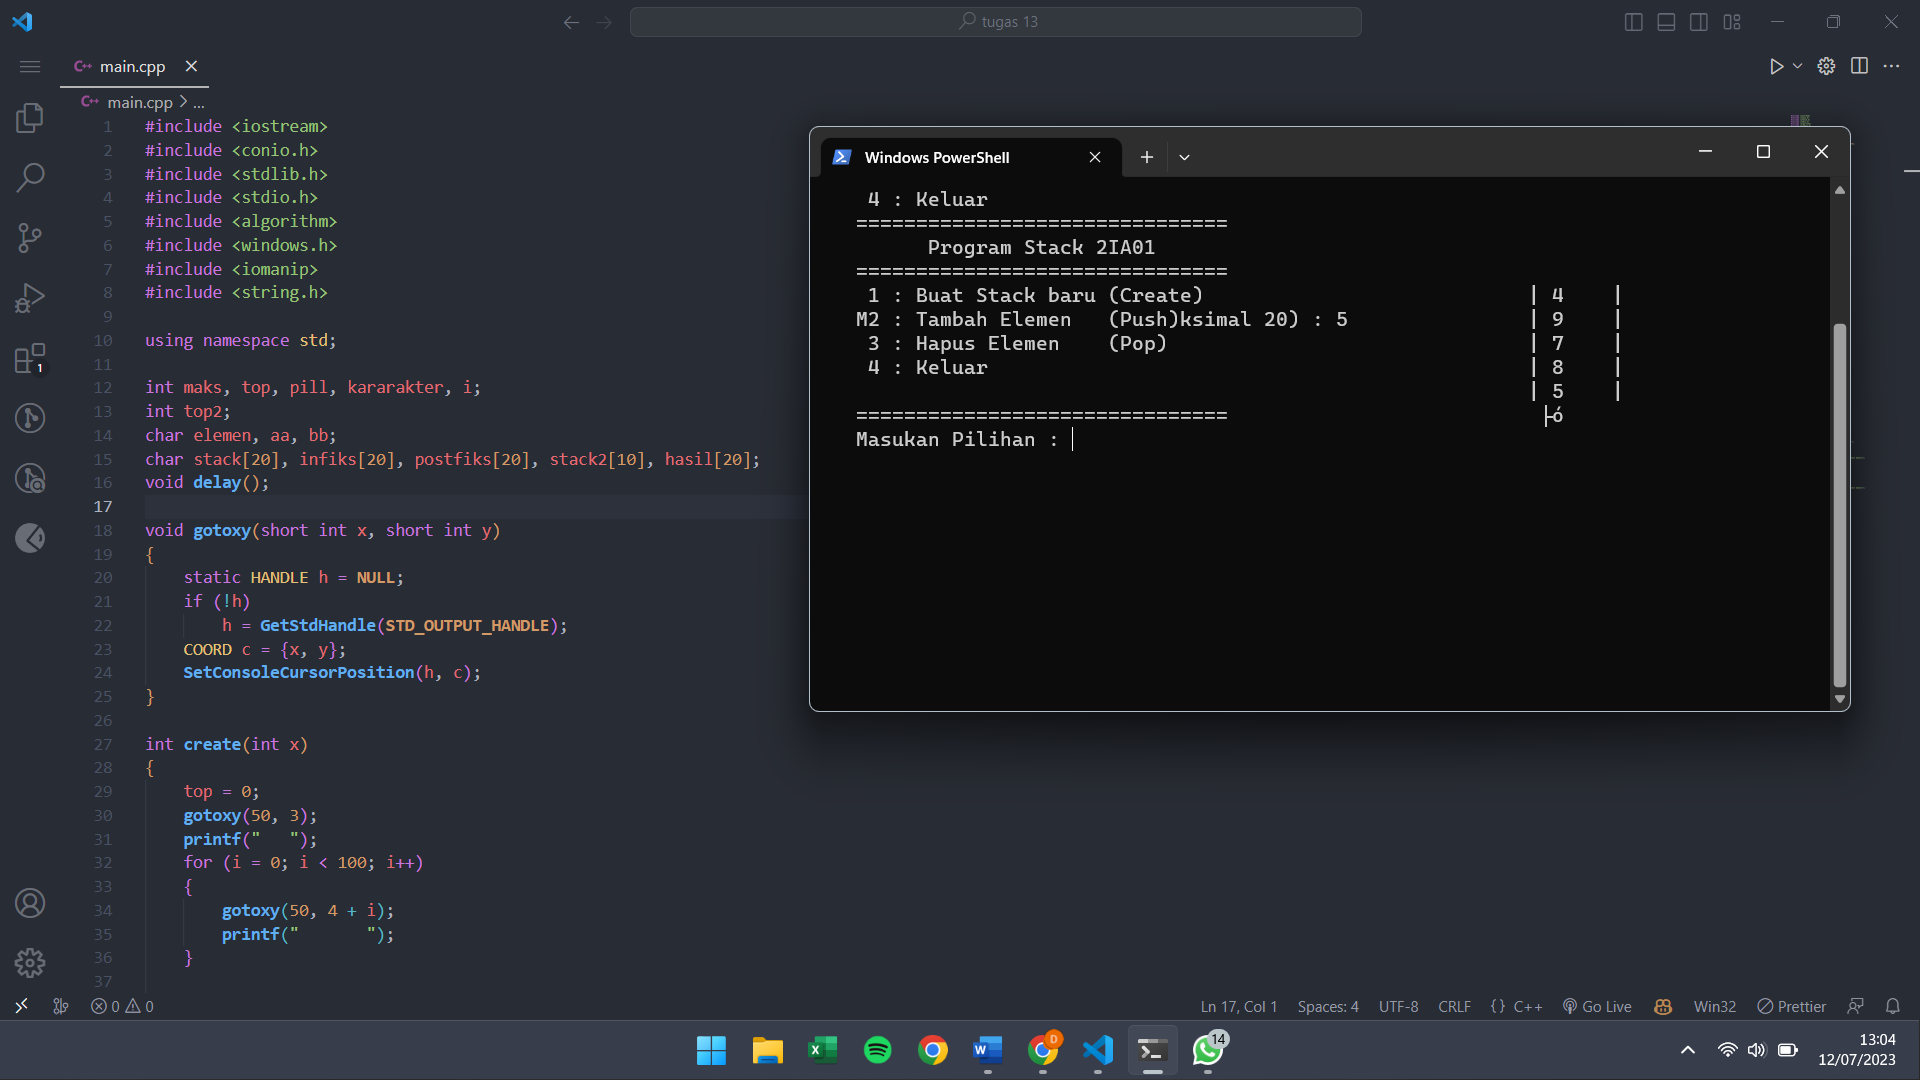 tugas 13
main.cpp
main.cpp > ...
1 #include <iostream>
2 #include <conio.h>
3 #include <stdlib.h>
4 #include <stdio.h>
5 #include <algorithm>
6 #include <windows.h>
7 #include <iomanip>
8 #include <string.h>
9
10 using namespace std;
11
12 int maks, top, pill, kararakter, i;
13 int top2;
14 char elemen, aa, bb;
15 char stack[20], infiks[20], postfiks[20], stack2[10], hasil[20];
16 void delay();
17
18 void gotoxy(short int x, short int y)
19 {
20 static HANDLE h = NULL;
21 if (!h)
22 h = GetStdHandle(STD_OUTPUT_HANDLE);
23 COORD c = {x, y};
24 SetConsoleCursorPosition(h, c);
25 }
26
27 int create(int x)
28 {
29 top = 0;
30 gotoxy(50, 3);
31 printf("   ");
32 for (i = 0; i < 100; i++)
33 {
34 gotoxy(50, 4 + i);
35 printf("       ");
36 }
37
Windows PowerShell
4 : Keluar
===============================
Program Stack 2IA01
===============================
1 : Buat Stack baru (Create) | 4 |
M2 : Tambah Elemen (Push)ksimal 20) : 5 | 9 |
3 : Hapus Elemen (Pop) | 7 |
4 : Keluar | 8 |
| 5 |
=============================== ├ó
Masukan Pilihan :
1
0 0
Ln 17, Col 1 Spaces: 4 UTF-8 CRLF {} C++ Go Live Win32 Prettier
D
14
13:04
12/07/2023